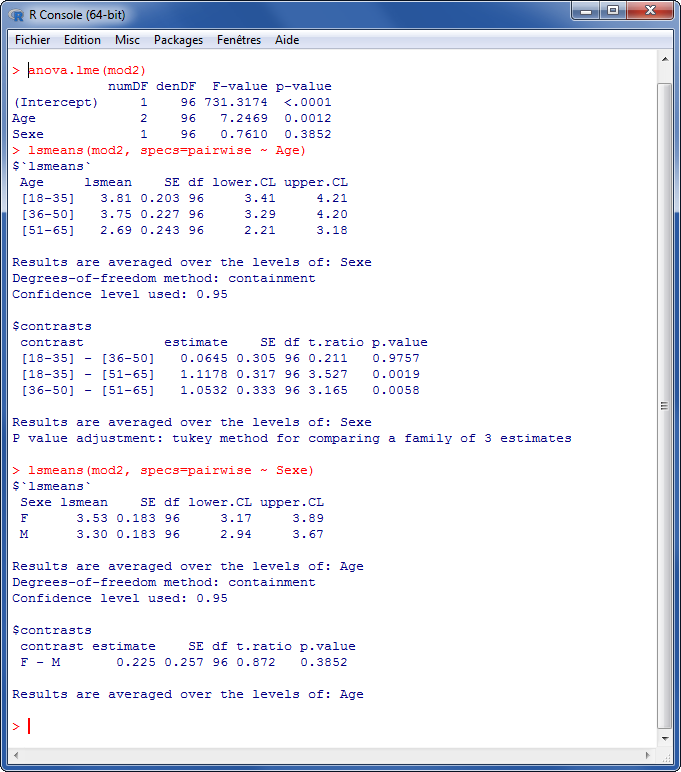 R Console (64-bit)
Fichier Edition Misc Packages Fenêtres Aide
> anova.lme(mod2)
            numDF denDF  F-value p-value
(Intercept)     1    96 731.3174  <.0001
Age             2    96   7.2469  0.0012
Sexe            1    96   0.7610  0.3852
> lsmeans(mod2, specs=pairwise ~ Age)
$`lsmeans`
 Age     lsmean    SE df lower.CL upper.CL
 [18-35]   3.81 0.203 96     3.41     4.21
 [36-50]   3.75 0.227 96     3.29     4.20
 [51-65]   2.69 0.243 96     2.21     3.18
Results are averaged over the levels of: Sexe
Degrees-of-freedom method: containment
Confidence level used: 0.95
$contrasts
 contrast          estimate    SE df t.ratio p.value
 [18-35] - [36-50]   0.0645 0.305 96 0.211   0.9757
 [18-35] - [51-65]   1.1178 0.317 96 3.527   0.0019
 [36-50] - [51-65]   1.0532 0.333 96 3.165   0.0058
Results are averaged over the levels of: Sexe
P value adjustment: tukey method for comparing a family of 3 estimates
> lsmeans(mod2, specs=pairwise ~ Sexe)
$`lsmeans`
 Sexe lsmean    SE df lower.CL upper.CL
 F      3.53 0.183 96     3.17     3.89
 M      3.30 0.183 96     2.94     3.67
Results are averaged over the levels of: Age
Degrees-of-freedom method: containment
Confidence level used: 0.95
$contrasts
 contrast estimate    SE df t.ratio p.value
 F - M       0.225 0.257 96 0.872   0.3852
Results are averaged over the levels of: Age
>